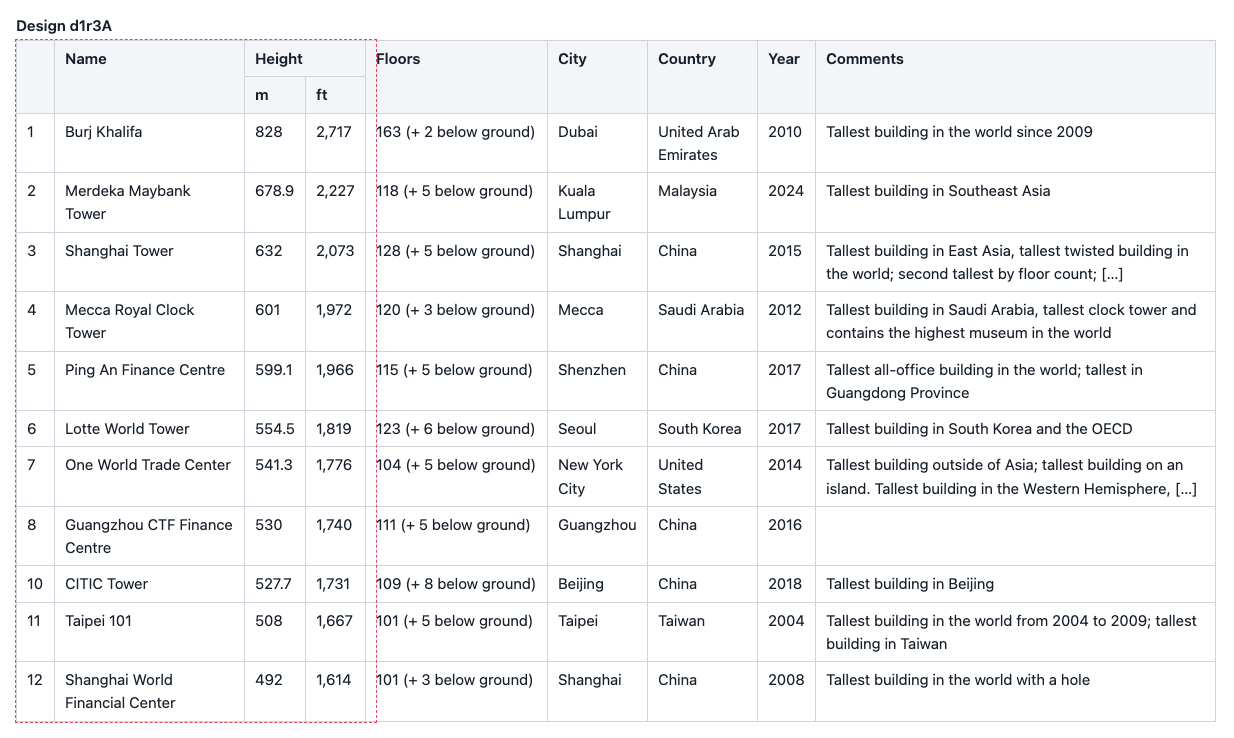 Design d1r3A
Name Height Floors City Country Year Comments
m ft
1 Burj Khalifa 828 2,717 163 (+ 2 below ground) Dubai United Arab Tallest building in the world since 2009
Emirates
2 Merdeka Maybank 678.9 2,227 118 (+ 5 below ground) Kuala Malaysia 2024 Tallest building in Southeast Asia
Tower Lumpur
3 Shanghai Tower 632 2,073 128 (+ 5 below ground) Shanghai China 2015 Tallest building in East Asia, tallest twisted building in
the world; second tallest by floor count; [...]
4 Mecca Royal Clock 601 1,972 120 (+ 3 below ground) Mecca Saudi Arabia 2012 Tallest building in Saudi Arabia, tallest clock tower and
Tower contains the highest museum in the world
5 Ping An Finance Centre 599.1 1,966 115 (+ 5 below ground) Shenzhen China 2017 Tallest all-office building in the world; tallest in
Guangdong Province
6 Lotte World Tower 554.5 1,819 123 (+ 6 below ground) Seoul South Korea 2017 Tallest building in South Korea and the OECD
7 One World Trade Center 541.3 1,776 104 (+ 5 below ground) New York United 2014 Tallest building outside of Asia; tallest building on an
City States island. Tallest building in the Western Hemisphere, [...]
8 Guangzhou CTF Finance 530 1,740 111 (+ 5 below ground) Guangzhou China 2016
Centre
10 CITIC Tower 527.7 1,731 109 (+ 8 below ground) Beijing China 2018 Tallest building in Beijing
11 Taipei 101 508 1,667 101 (+ 5 below ground) Taipei Taiwan 2004 Tallest building in the world from 2004 to 2009; tallest
building in Taiwan
12 Shanghai World 492 1,614 101 (+ 3 below ground) Shanghai China 2008 Tallest building in the world with a hole
Financial Center